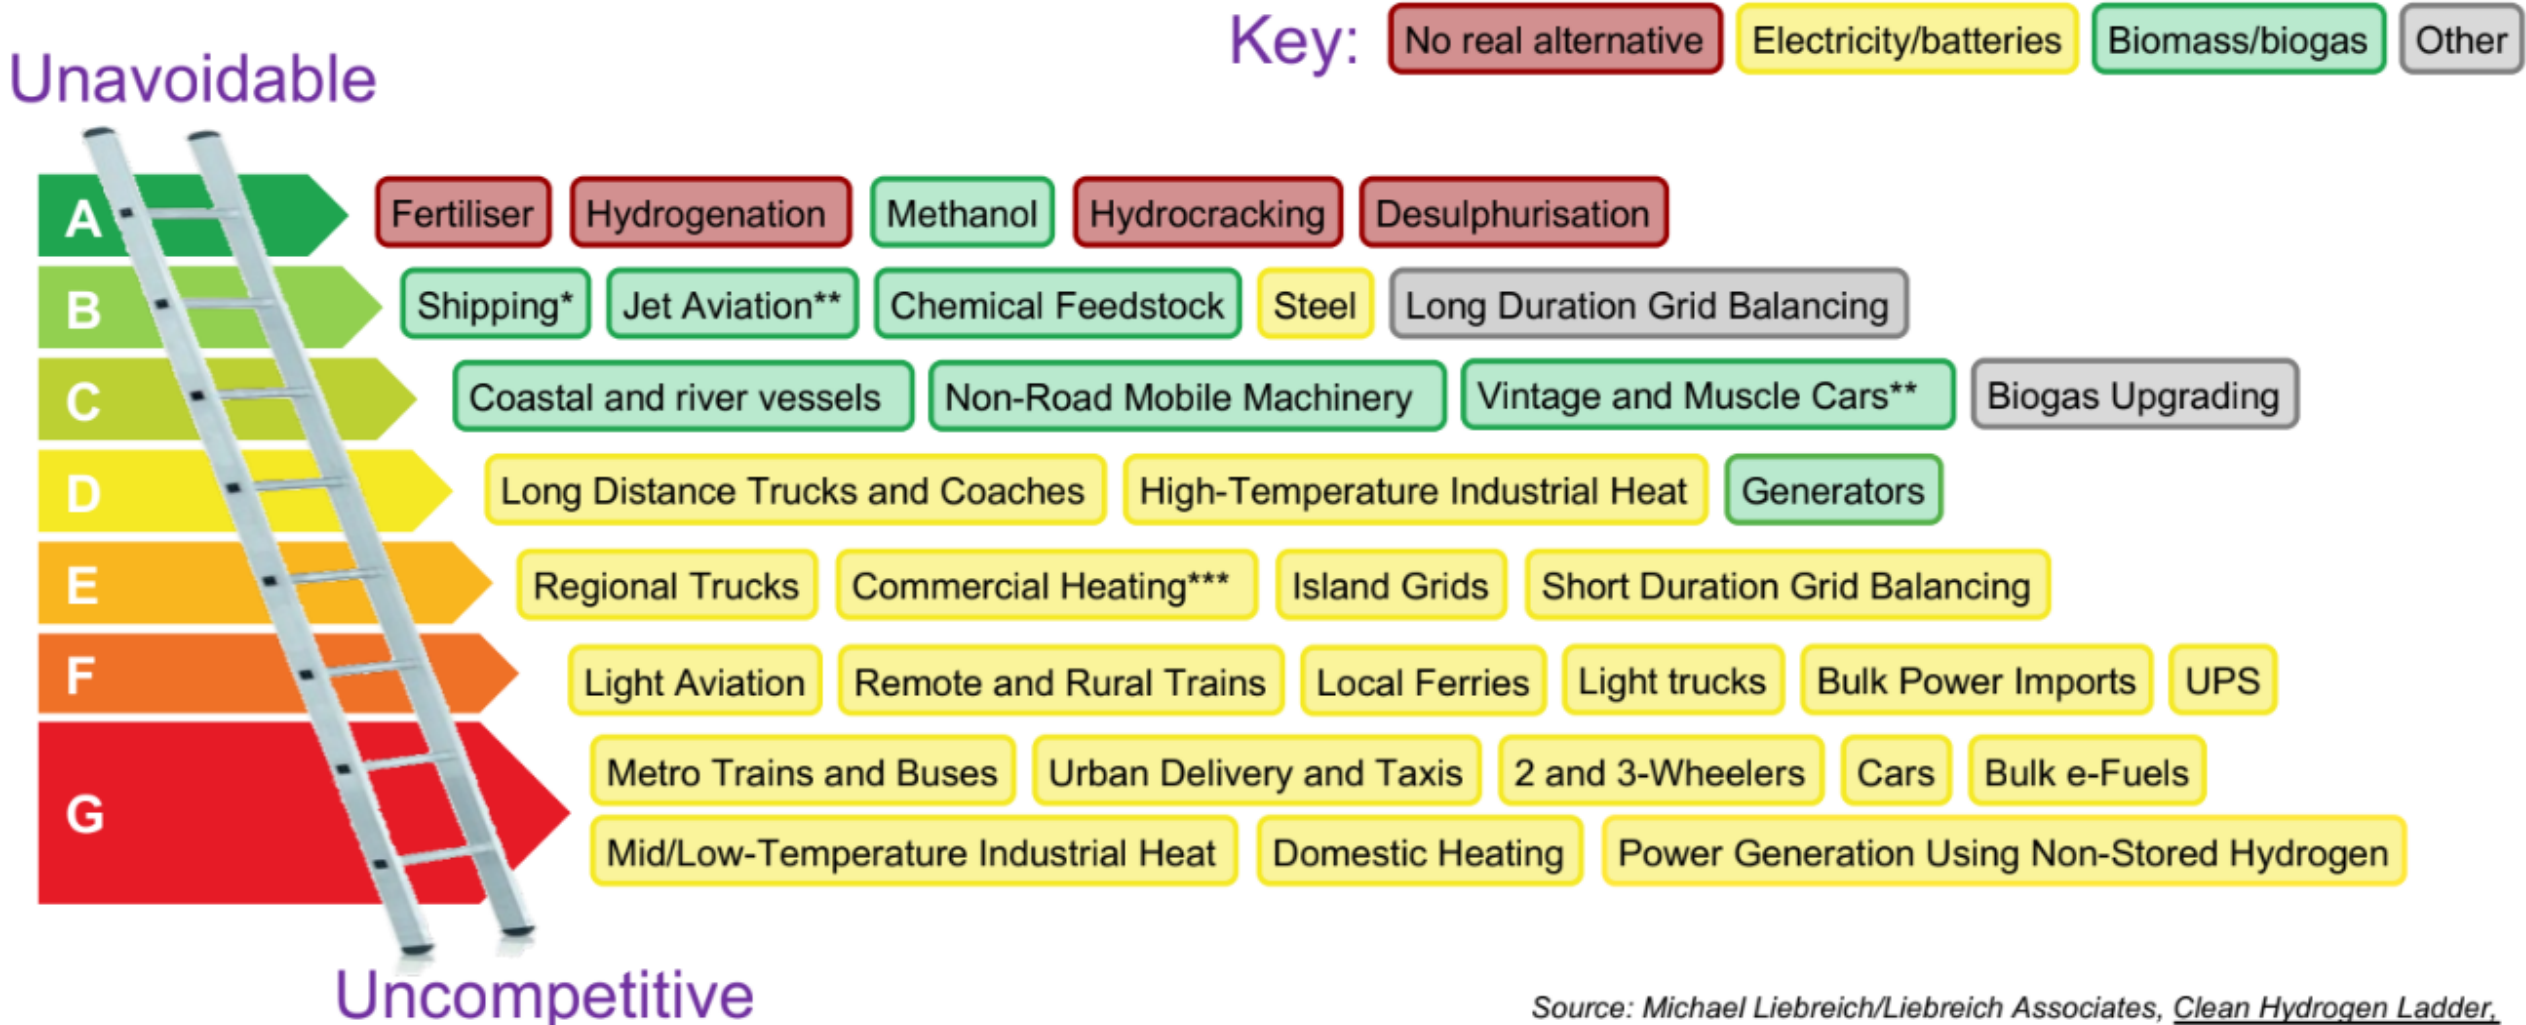 Key: No real alternative Electricity/batteries Biomass/biogas Other
Unavoidable
A Fertiliser Hydrogenation Methanol Hydrocracking Desulphurisation
B Shipping* Jet Aviation** Chemical Feedstock Steel Long Duration Grid Balancing
C Coastal and river vessels Non-Road Mobile Machinery Vintage and Muscle Cars** Biogas Upgrading
D Long Distance Trucks and Coaches High-Temperature Industrial Heat Generators
E Regional Trucks Commercial Heating*** Island Grids Short Duration Grid Balancing
F Light Aviation Remote and Rural Trains Local Ferries Light trucks Bulk Power Imports UPS
G Metro Trains and Buses Urban Delivery and Taxis 2 and 3-Wheelers Cars Bulk e-Fuels
Mid/Low-Temperature Industrial Heat Domestic Heating Power Generation Using Non-Stored Hydrogen
Uncompetitive
Source: Michael Liebreich/Liebreich Associates, Clean Hydrogen Ladder,